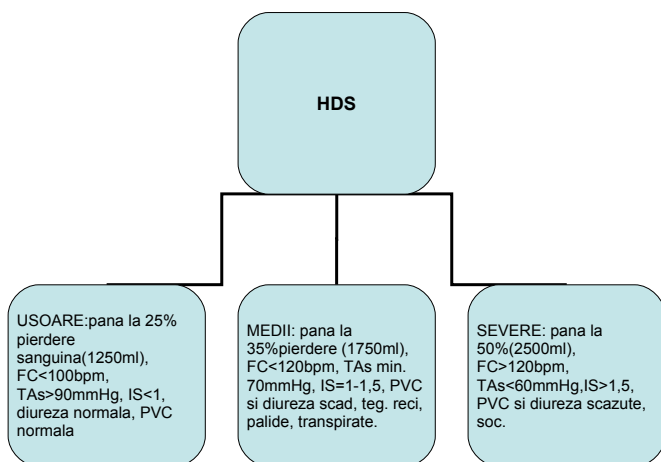 HDS
USOARE:pana la 25%
pierdere
sanguina(1250ml),
FC<100bpm,
TAs>90mmHg, IS<1,
diureza normala, PVC
normala
MEDII: pana la
35%pierdere (1750ml),
FC<120bpm, TAs min.
70mmHg, IS=1-1,5, PVC
si diureza scad, teg. reci,
palide, transpirate.
SEVERE: pana la
50%(2500ml),
FC>120bpm,
TAs<60mmHg,IS>1,5,
PVC si diureza scazute,
soc.